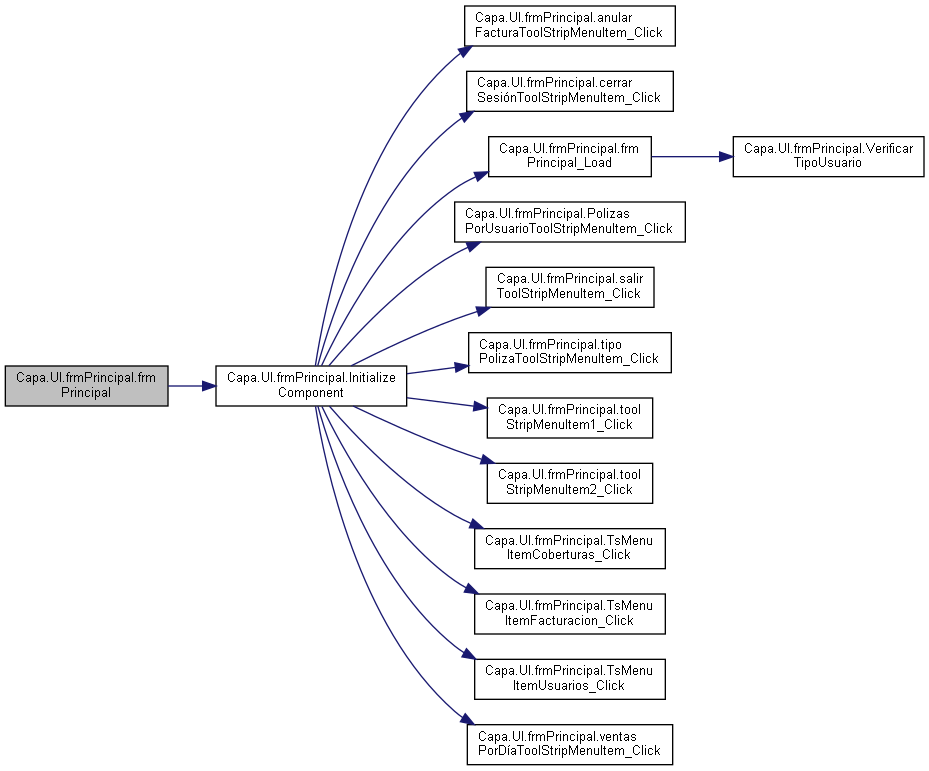 Capa.UI.frmPrincipal.frm
Principal
Capa.UI.frmPrincipal.Initialize
Component
Capa.UI.frmPrincipal.anular
FacturaToolStripMenuItem_Click
Capa.UI.frmPrincipal.cerrar
SesiónToolStripMenuItem_Click
Capa.UI.frmPrincipal.frm
Principal_Load
Capa.UI.frmPrincipal.Verificar
TipoUsuario
Capa.UI.frmPrincipal.Polizas
PorUsuarioToolStripMenuItem_Click
Capa.UI.frmPrincipal.salir
ToolStripMenuItem_Click
Capa.UI.frmPrincipal.tipo
PolizaToolStripMenuItem_Click
Capa.UI.frmPrincipal.tool
StripMenuItem1_Click
Capa.UI.frmPrincipal.tool
StripMenuItem2_Click
Capa.UI.frmPrincipal.TsMenu
ItemCoberturas_Click
Capa.UI.frmPrincipal.TsMenu
ItemFacturacion_Click
Capa.UI.frmPrincipal.TsMenu
ItemUsuarios_Click
Capa.UI.frmPrincipal.ventas
PorDíaToolStripMenuItem_Click